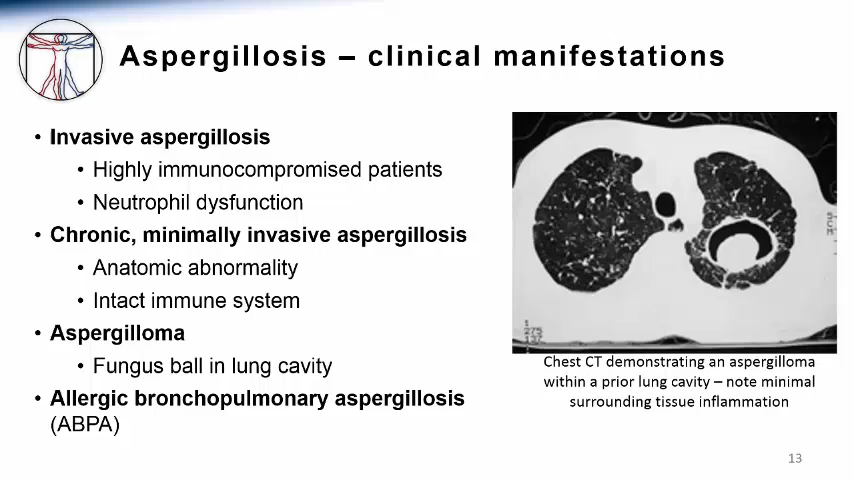 Aspergillosis – clinical manifestations
• Invasive aspergillosis
• Highly immunocompromised patients
• Neutrophil dysfunction
• Chronic, minimally invasive aspergillosis
• Anatomic abnormality
• Intact immune system
• Aspergilloma
• Fungus ball in lung cavity
• Allergic bronchopulmonary aspergillosis
(ABPA)
Chest CT demonstrating an aspergilloma
within a prior lung cavity – note minimal
surrounding tissue inflammation
13